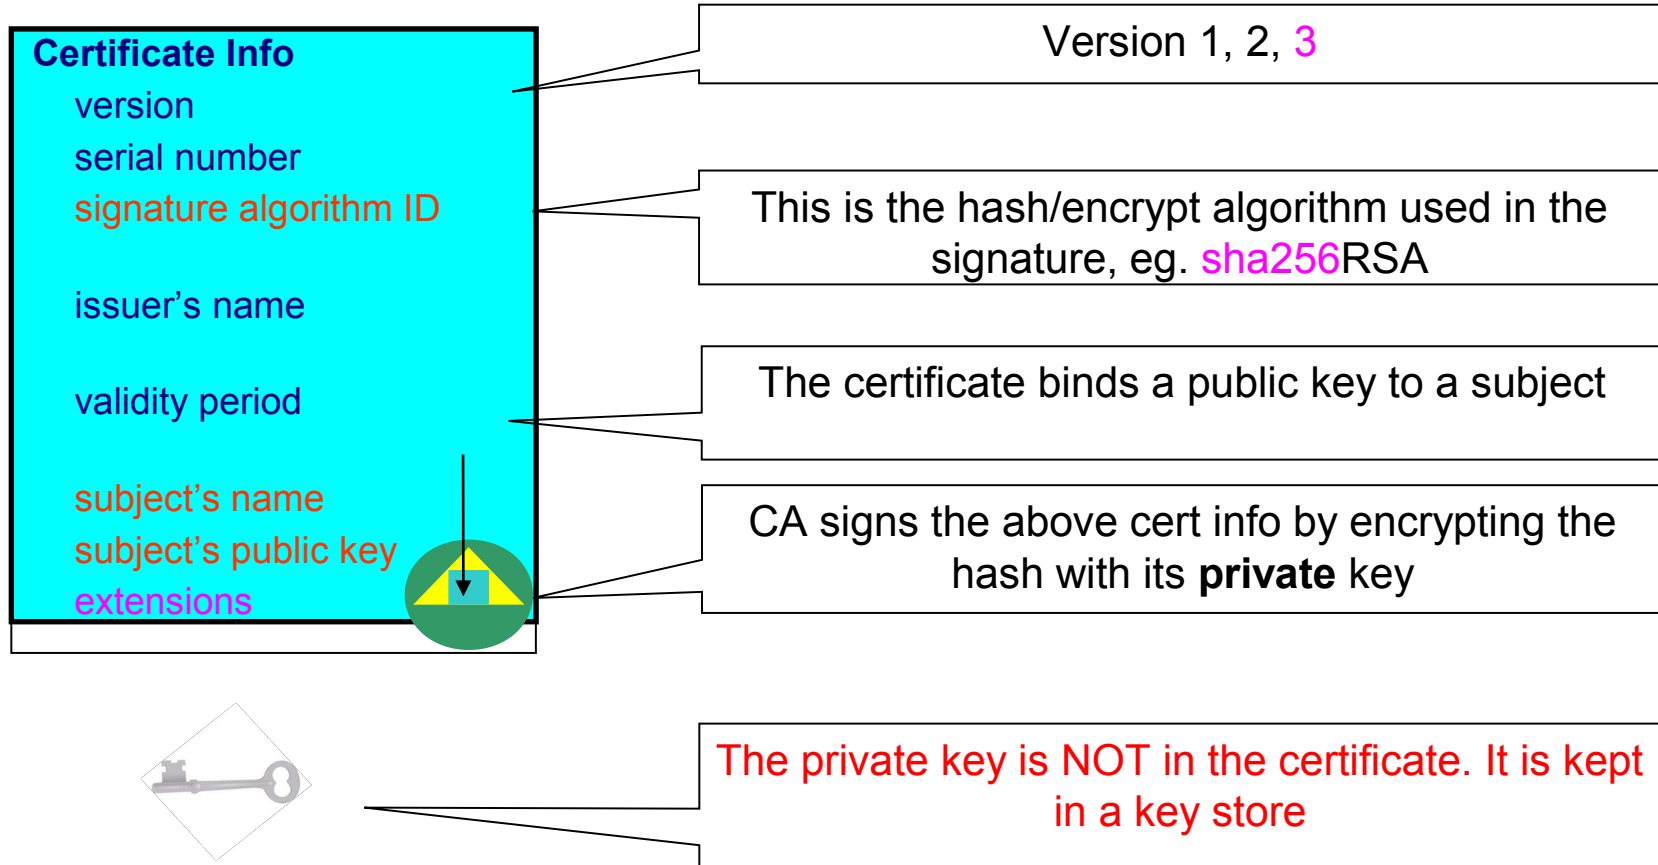 Certificate Info
version
serial number
signature algorithm ID
issuer’s name
validity period
subject’s name
subject’s public key
extensions
Version 1, 2, 3
This is the hash/encrypt algorithm used in the
signature, eg. sha256RSA
The certificate binds a public key to a subject
CA signs the above cert info by encrypting the
hash with its private key
The private key is NOT in the certificate. It is kept
in a key store